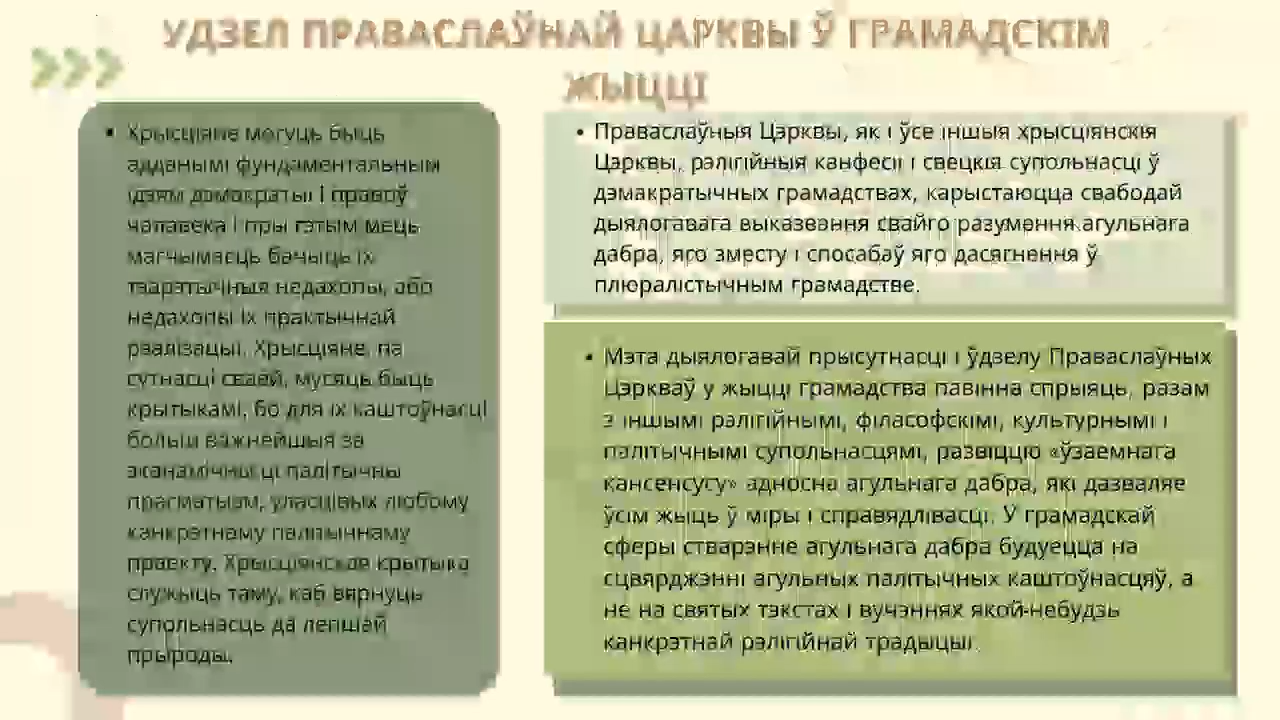 УДЗЕЛ ПРАВАСЛАЎНАЙ ЦАРКВЫ Ў ГРАМАДСКІМ
ЖЫЦЦІ
• Хрысціяне могуць быць
адданымі фундаментальным
ідэям дэмакратыі і правоў
чалавека і пры гэтым мець
магчымасць бачыць іх
тэарэтычныя недахопы, або
недахопы іх практычнай
рэалізацыі. Хрысціяне, па
сутнасці сваёй, мусяць быць
крытыкамі, бо для іх каштоўнасці
больш важнейшыя за
эканамічны ці палітычны
прагматызм, уласцівых любому
канкрэтнаму палітычнаму
праекту. Хрысціянская крытыка
служыць таму, каб вярнуць
супольнасць да лепшай
прыроды.
• Праваслаўныя Цэрквы, як і ўсе іншыя хрысціянскія
Цэрквы, рэлігійныя канфесіі і свецкія супольнасці ў
дэмакратычных грамадствах, карыстаюцца свабодай
дыялогавага выказвання свайго разумення агульнага
дабра, яго зместу і спосабаў яго дасягнення ў
плюралістычным грамадстве.
• Мэта дыялогавай прысутнасці і ўдзелу Праваслаўных
Цэркваў у жыцці грамадства павінна спрыяць, разам
з іншымі рэлігійнымі, філасофскімі, культурнымі і
палітычнымі супольнасцямі, развіццю «ўзаемнага
кансенсусу» адносна агульнага дабра, які дазваляе
ўсім жыць ў міры і справядлівасці. У грамадскай
сферы стварэнне агульнага дабра будуецца на
сцвярджэнні агульных палітычных каштоўнасцяў, а
не на святых тэкстах і вучэннях якой-небудзь
канкрэтнай рэлігійнай традыцыі.